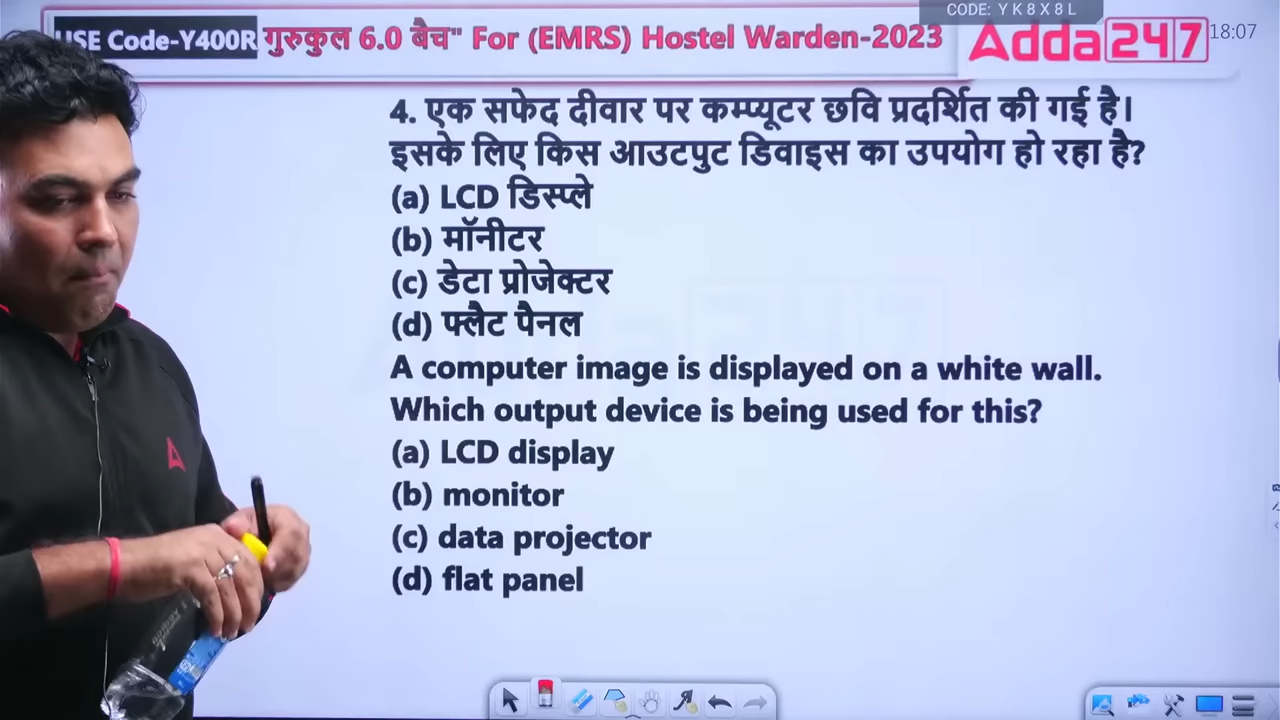 CODE: YK8X8L
USE Code-Y400R गुरुकुल 6.0 बैच" For (EMRS) Hostel Warden-2023
Adda247
18:07
4. एक सफेद दीवार पर कम्प्यूटर छवि प्रदर्शित की गई है।
इसके लिए किस आउटपुट डिवाइस का उपयोग हो रहा है?
(a) LCD डिस्प्ले
(b) मॉनीटर
(c) डेटा प्रोजेक्टर
(d) फ्लैट पैनल
A computer image is displayed on a white wall.
Which output device is being used for this?
(a) LCD display
(b) monitor
(c) data projector
(d) flat panel